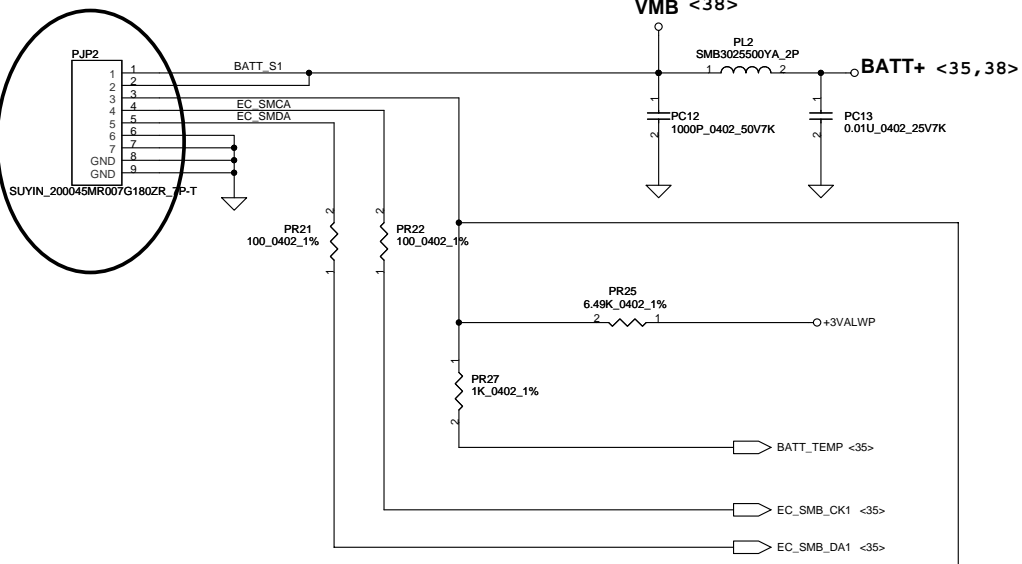 VMB <38>
PJP2
1 1 BATT_S1
2 2
3 3
4 4 EC_SMCA
5 5 EC_SMDA
6 6
7 7
GND 8
GND 9
SUYIN_200045MR007G180ZR_7P-T
PL2
SMB3025500YA_2P
1 2
BATT+ <35,38>
1
2
PC12
1000P_0402_50V7K
1
2
PC13
0.01U_0402_25V7K
2
PR21
100_0402_1%
1
2
PR22
100_0402_1%
1
PR25
6.49K_0402_1%
2 1
+3VALWP
1
PR27
1K_0402_1%
2
BATT_TEMP <35>
EC_SMB_CK1 <35>
EC_SMB_DA1 <35>